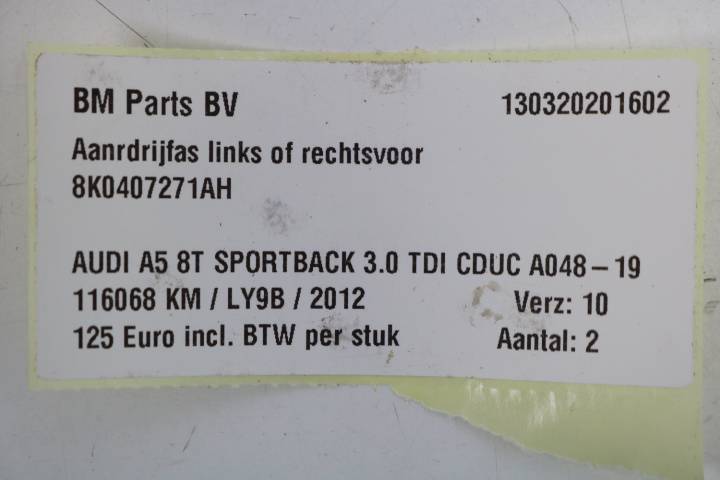 BM Parts BV 130320201602
Aanrdrijfas links of rechtsvoor
8K0407271AH
AUDI A5 8T SPORTBACK 3.0 TDI CDUC A048-19
116068 KM / LY9B / 2012 Verz: 10
125 Euro incl. BTW per stuk Aantal: 2